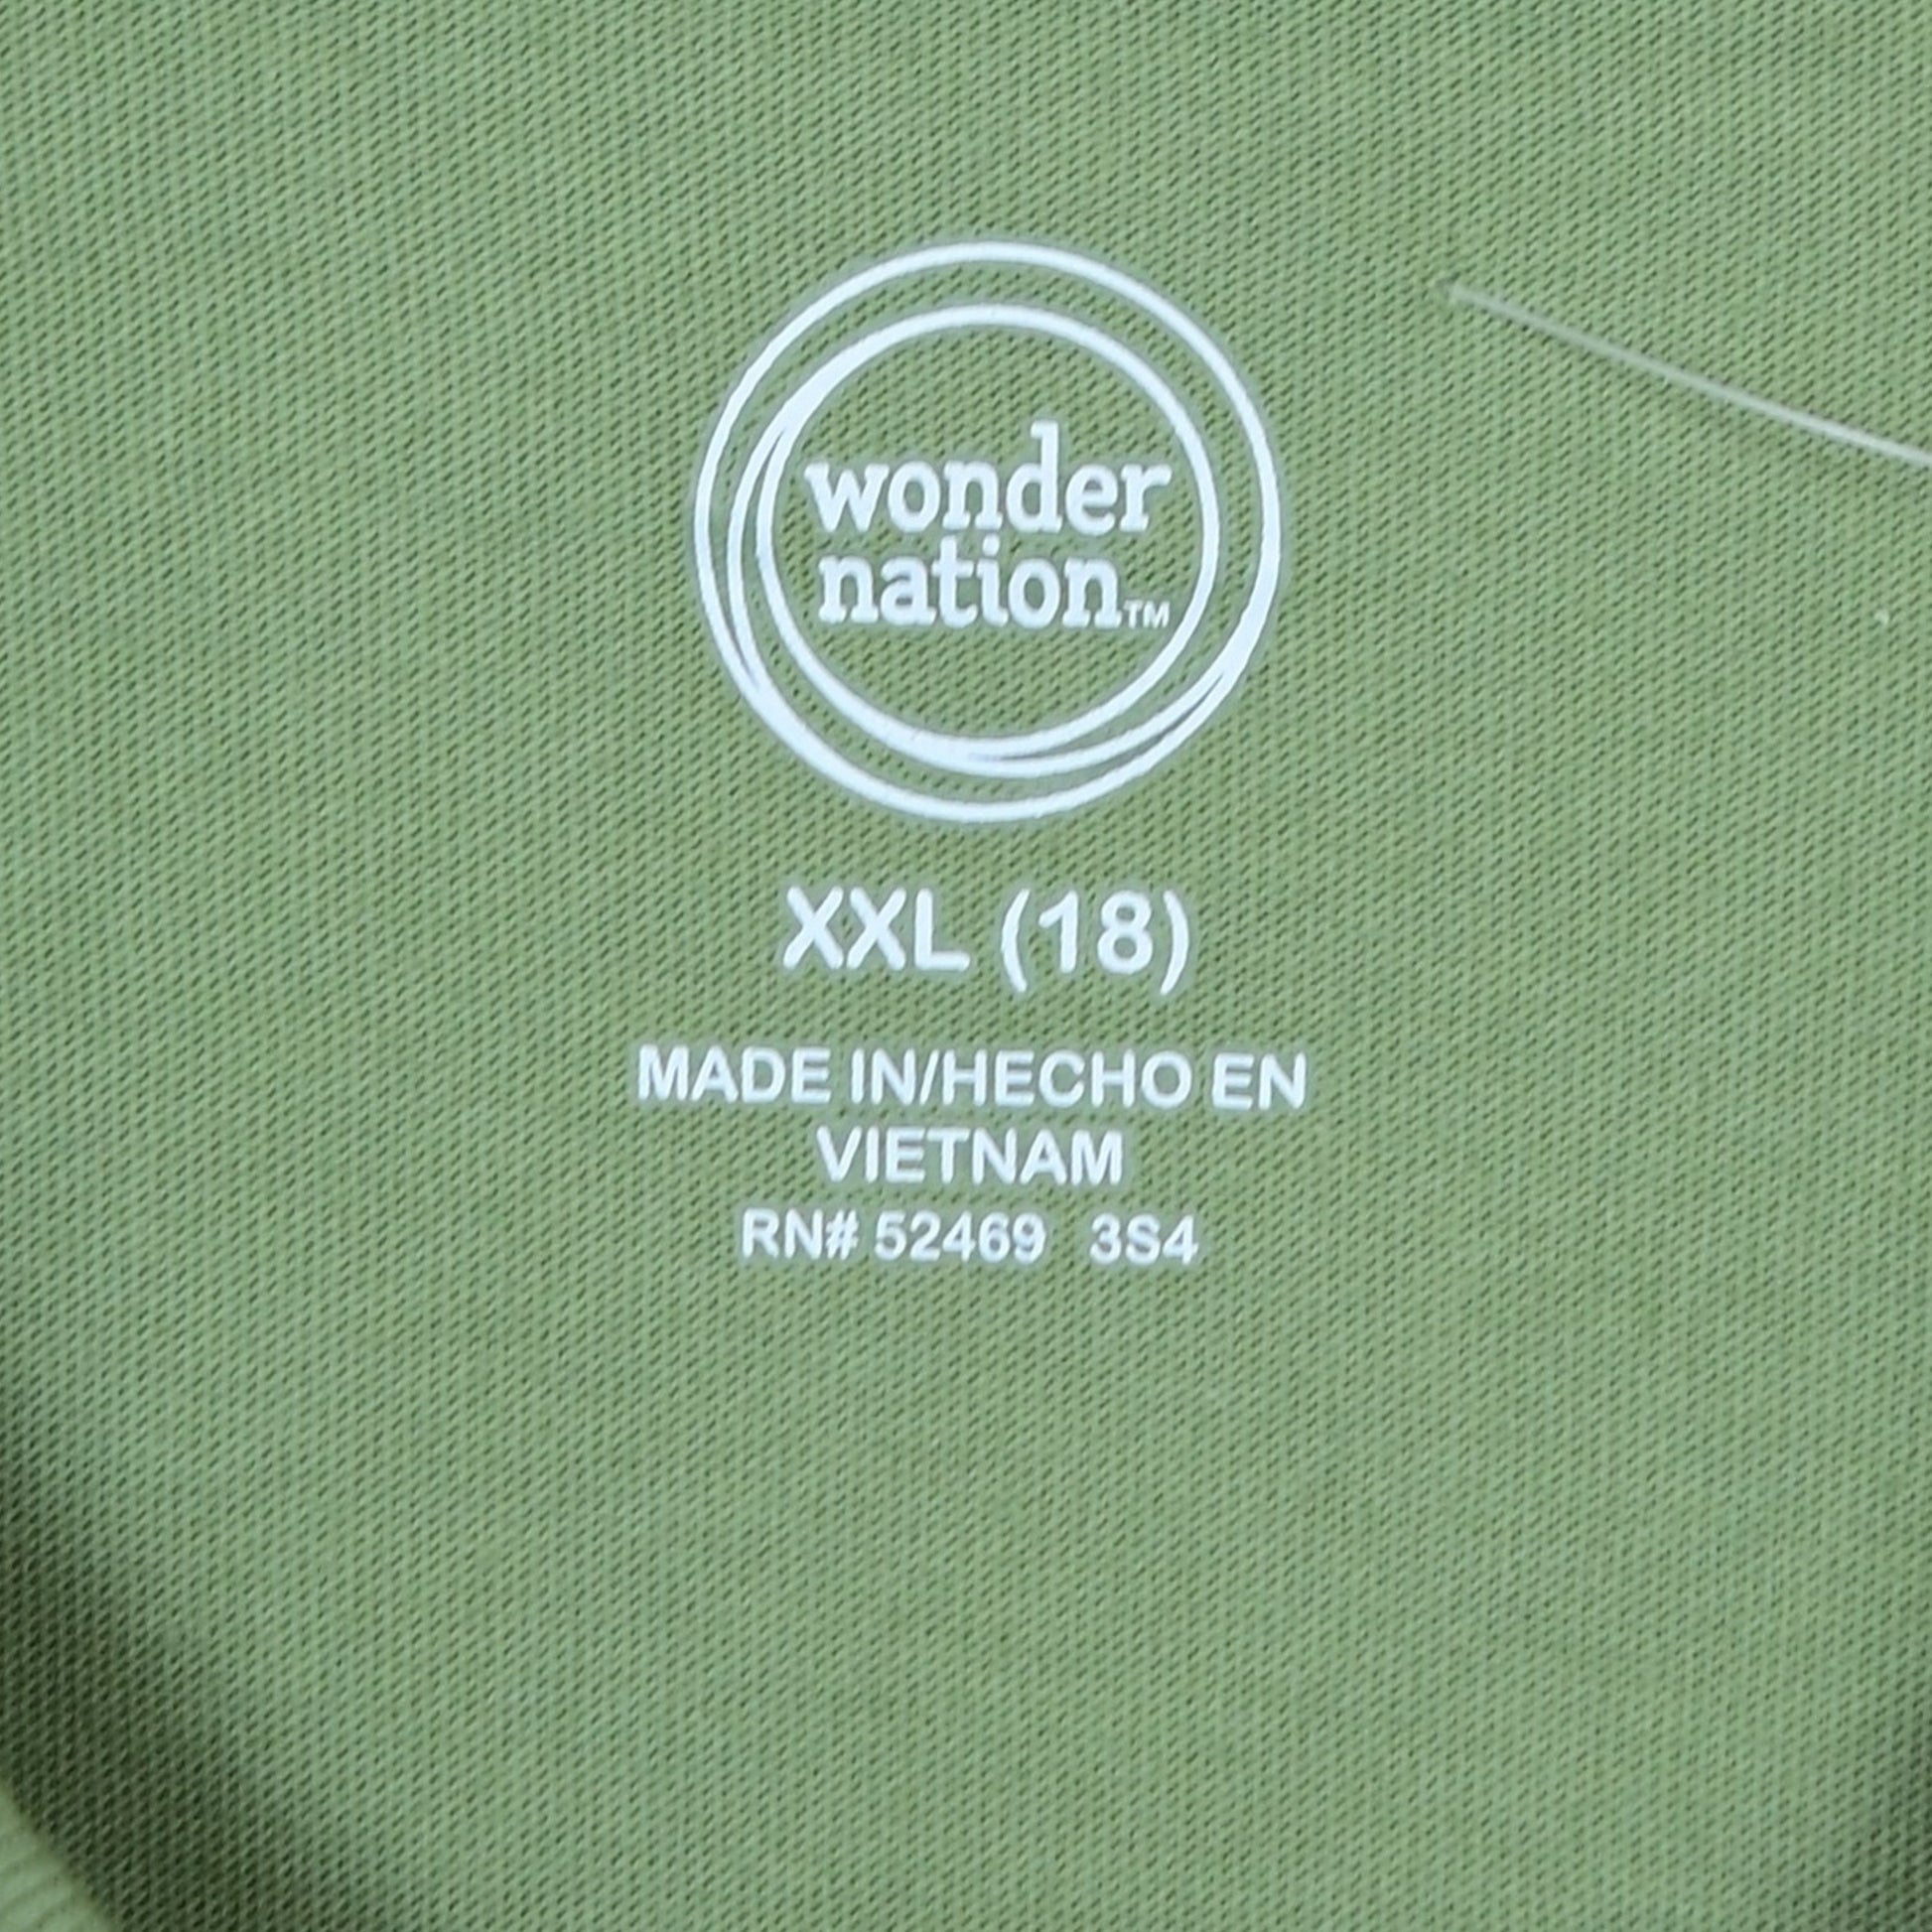 wonder
nation™
XXL (18)
MADE IN/HECHO EN
VIETNAM
RN# 52469 3S4